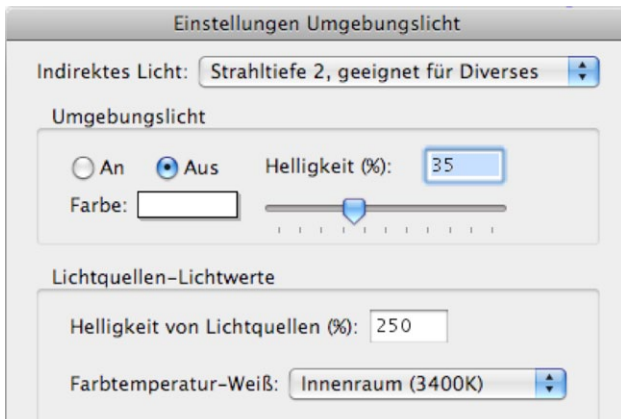 Einstellungen Umgebungslicht
Indirektes Licht: Strahltiefe 2, geeignet für Diverses
Umgebungslicht
An Aus Helligkeit (%): 35
Farbe:
Lichtquellen-Lichtwerte
Helligkeit von Lichtquellen (%): 250
Farbtemperatur-Weiß: Innenraum (3400K)